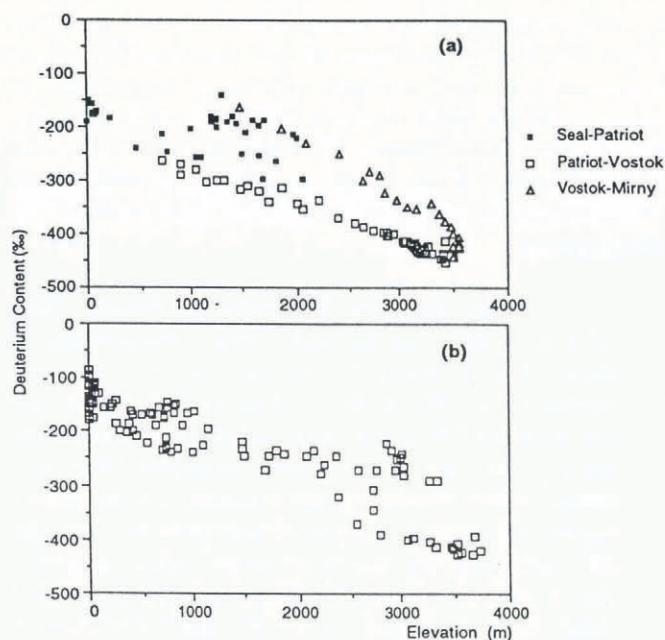 0
-100
-200
-300
-400
-500
0 1000 2000 3000 4000
(a)
Seal-Patriot
Patriot-Vostok
Vostok-Mirny
Deuterium Content (‰)
0
-100
-200
-300
-400
-500
(b)
0 1000 2000 3000 4000
Elevation (m)